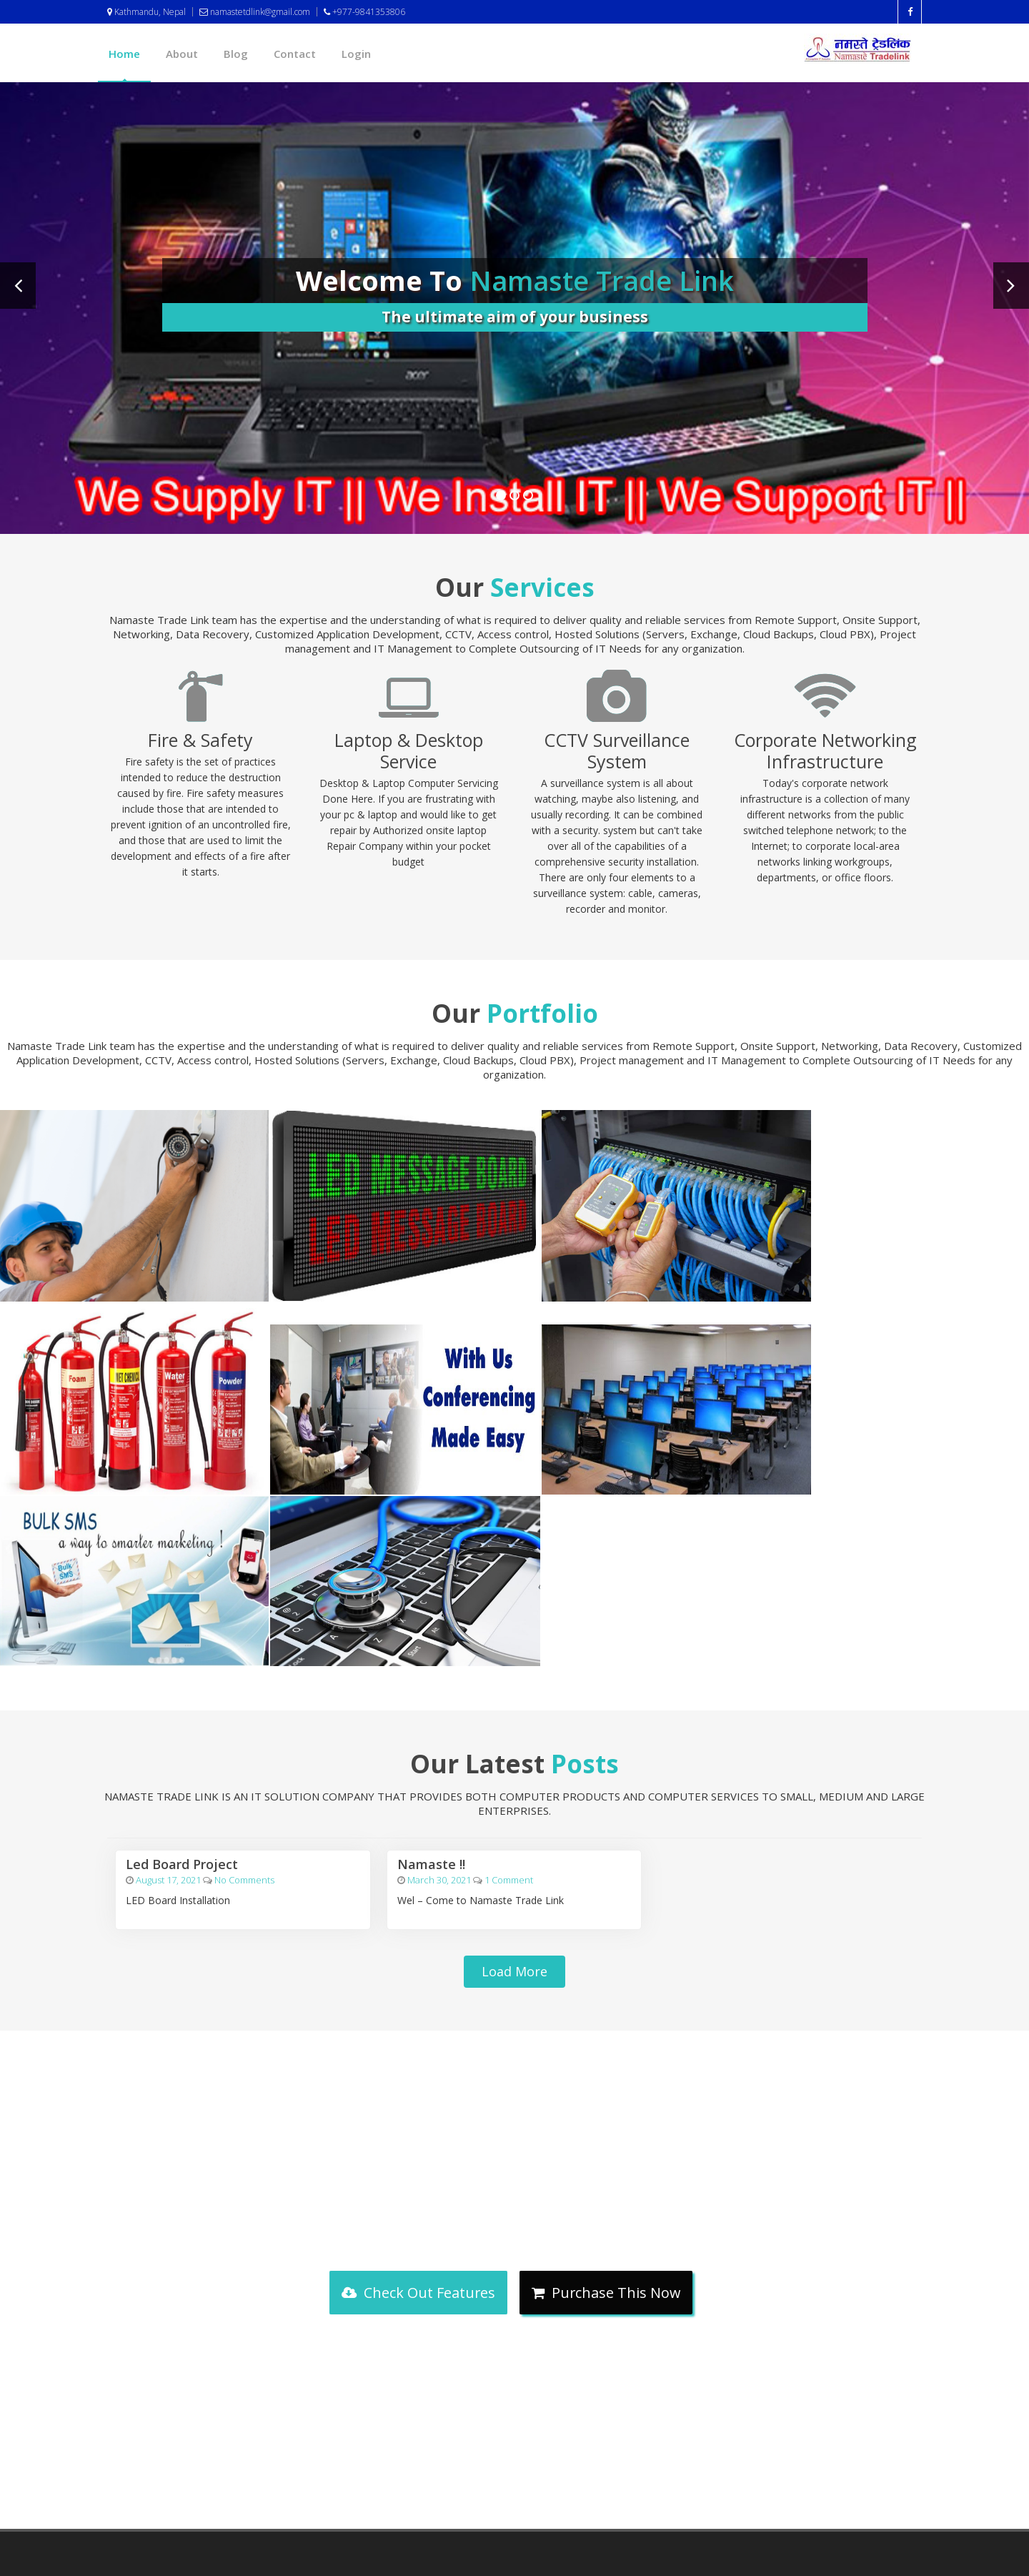 Kathmandu, Nepal namastetdlink@gmail.com +977-9841353806
Home About Blog Contact Login
नमस्ते ट्रेडलिंक
Namaste Tradelink
Welcome To Namaste Trade Link
The ultimate aim of your business
acer
We Supply IT || We Install IT || We Support IT ||
Our Services
Namaste Trade Link team has the expertise and the understanding of what is required to deliver quality and reliable services from Remote Support, Onsite Support,
Networking, Data Recovery, Customized Application Development, CCTV, Access control, Hosted Solutions (Servers, Exchange, Cloud Backups, Cloud PBX), Project
management and IT Management to Complete Outsourcing of IT Needs for any organization.
Fire & Safety
Fire safety is the set of practices
intended to reduce the destruction
caused by fire. Fire safety measures
include those that are intended to
prevent ignition of an uncontrolled fire,
and those that are used to limit the
development and effects of a fire after
it starts.
Laptop & Desktop
Service
Desktop & Laptop Computer Servicing
Done Here. If you are frustrating with
your pc & laptop and would like to get
repair by Authorized onsite laptop
Repair Company within your pocket
budget
CCTV Surveillance
System
A surveillance system is all about
watching, maybe also listening, and
usually recording. It can be combined
with a security. system but can't take
over all of the capabilities of a
comprehensive security installation.
There are only four elements to a
surveillance system: cable, cameras,
recorder and monitor.
Corporate Networking
Infrastructure
Today's corporate network
infrastructure is a collection of many
different networks from the public
switched telephone network; to the
Internet; to corporate local-area
networks linking workgroups,
departments, or office floors.
Our Portfolio
Namaste Trade Link team has the expertise and the understanding of what is required to deliver quality and reliable services from Remote Support, Onsite Support, Networking, Data Recovery, Customized
Application Development, CCTV, Access control, Hosted Solutions (Servers, Exchange, Cloud Backups, Cloud PBX), Project management and IT Management to Complete Outsourcing of IT Needs for any
organization.
LED MESSAGE BOARD
LED MESSAGE BOARD
Foam
WET CHEMICAL
Water
Powder
With Us
Conferencing
Made Easy
BULK SMS
a way to smarter marketing !
Bulk
SMS
Our Latest Posts
NAMASTE TRADE LINK IS AN IT SOLUTION COMPANY THAT PROVIDES BOTH COMPUTER PRODUCTS AND COMPUTER SERVICES TO SMALL, MEDIUM AND LARGE
ENTERPRISES.
Led Board Project
August 17, 2021 No Comments
LED Board Installation
Namaste !!
March 30, 2021 1 Comment
Wel – Come to Namaste Trade Link
Load More
Check Out Features
Purchase This Now